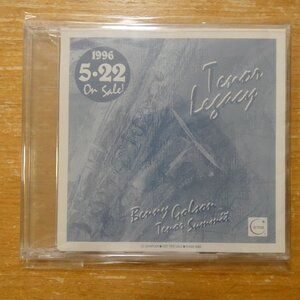 1996
5・22
On Sale!
Tenor
Legacy
Benny Golson
Tenor Summit